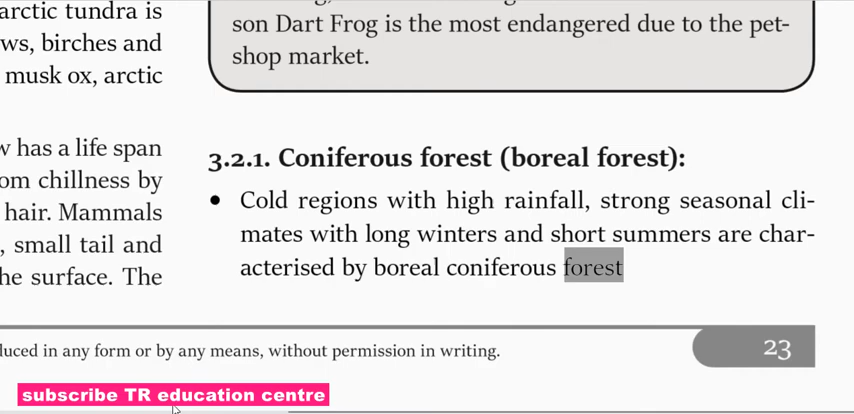 arctic tundra is
ws, birches and
musk ox, arctic
w has a life span
om chillness by
hair. Mammals
, small tail and
he surface. The
son Dart Frog is the most endangered due to the pet-
shop market.
3.2.1. Coniferous forest (boreal forest):
• Cold regions with high rainfall, strong seasonal cli-
mates with long winters and short summers are char-
acterised by boreal coniferous forest
duced in any form or by any means, without permission in writing.
23
subscribe TR education centre